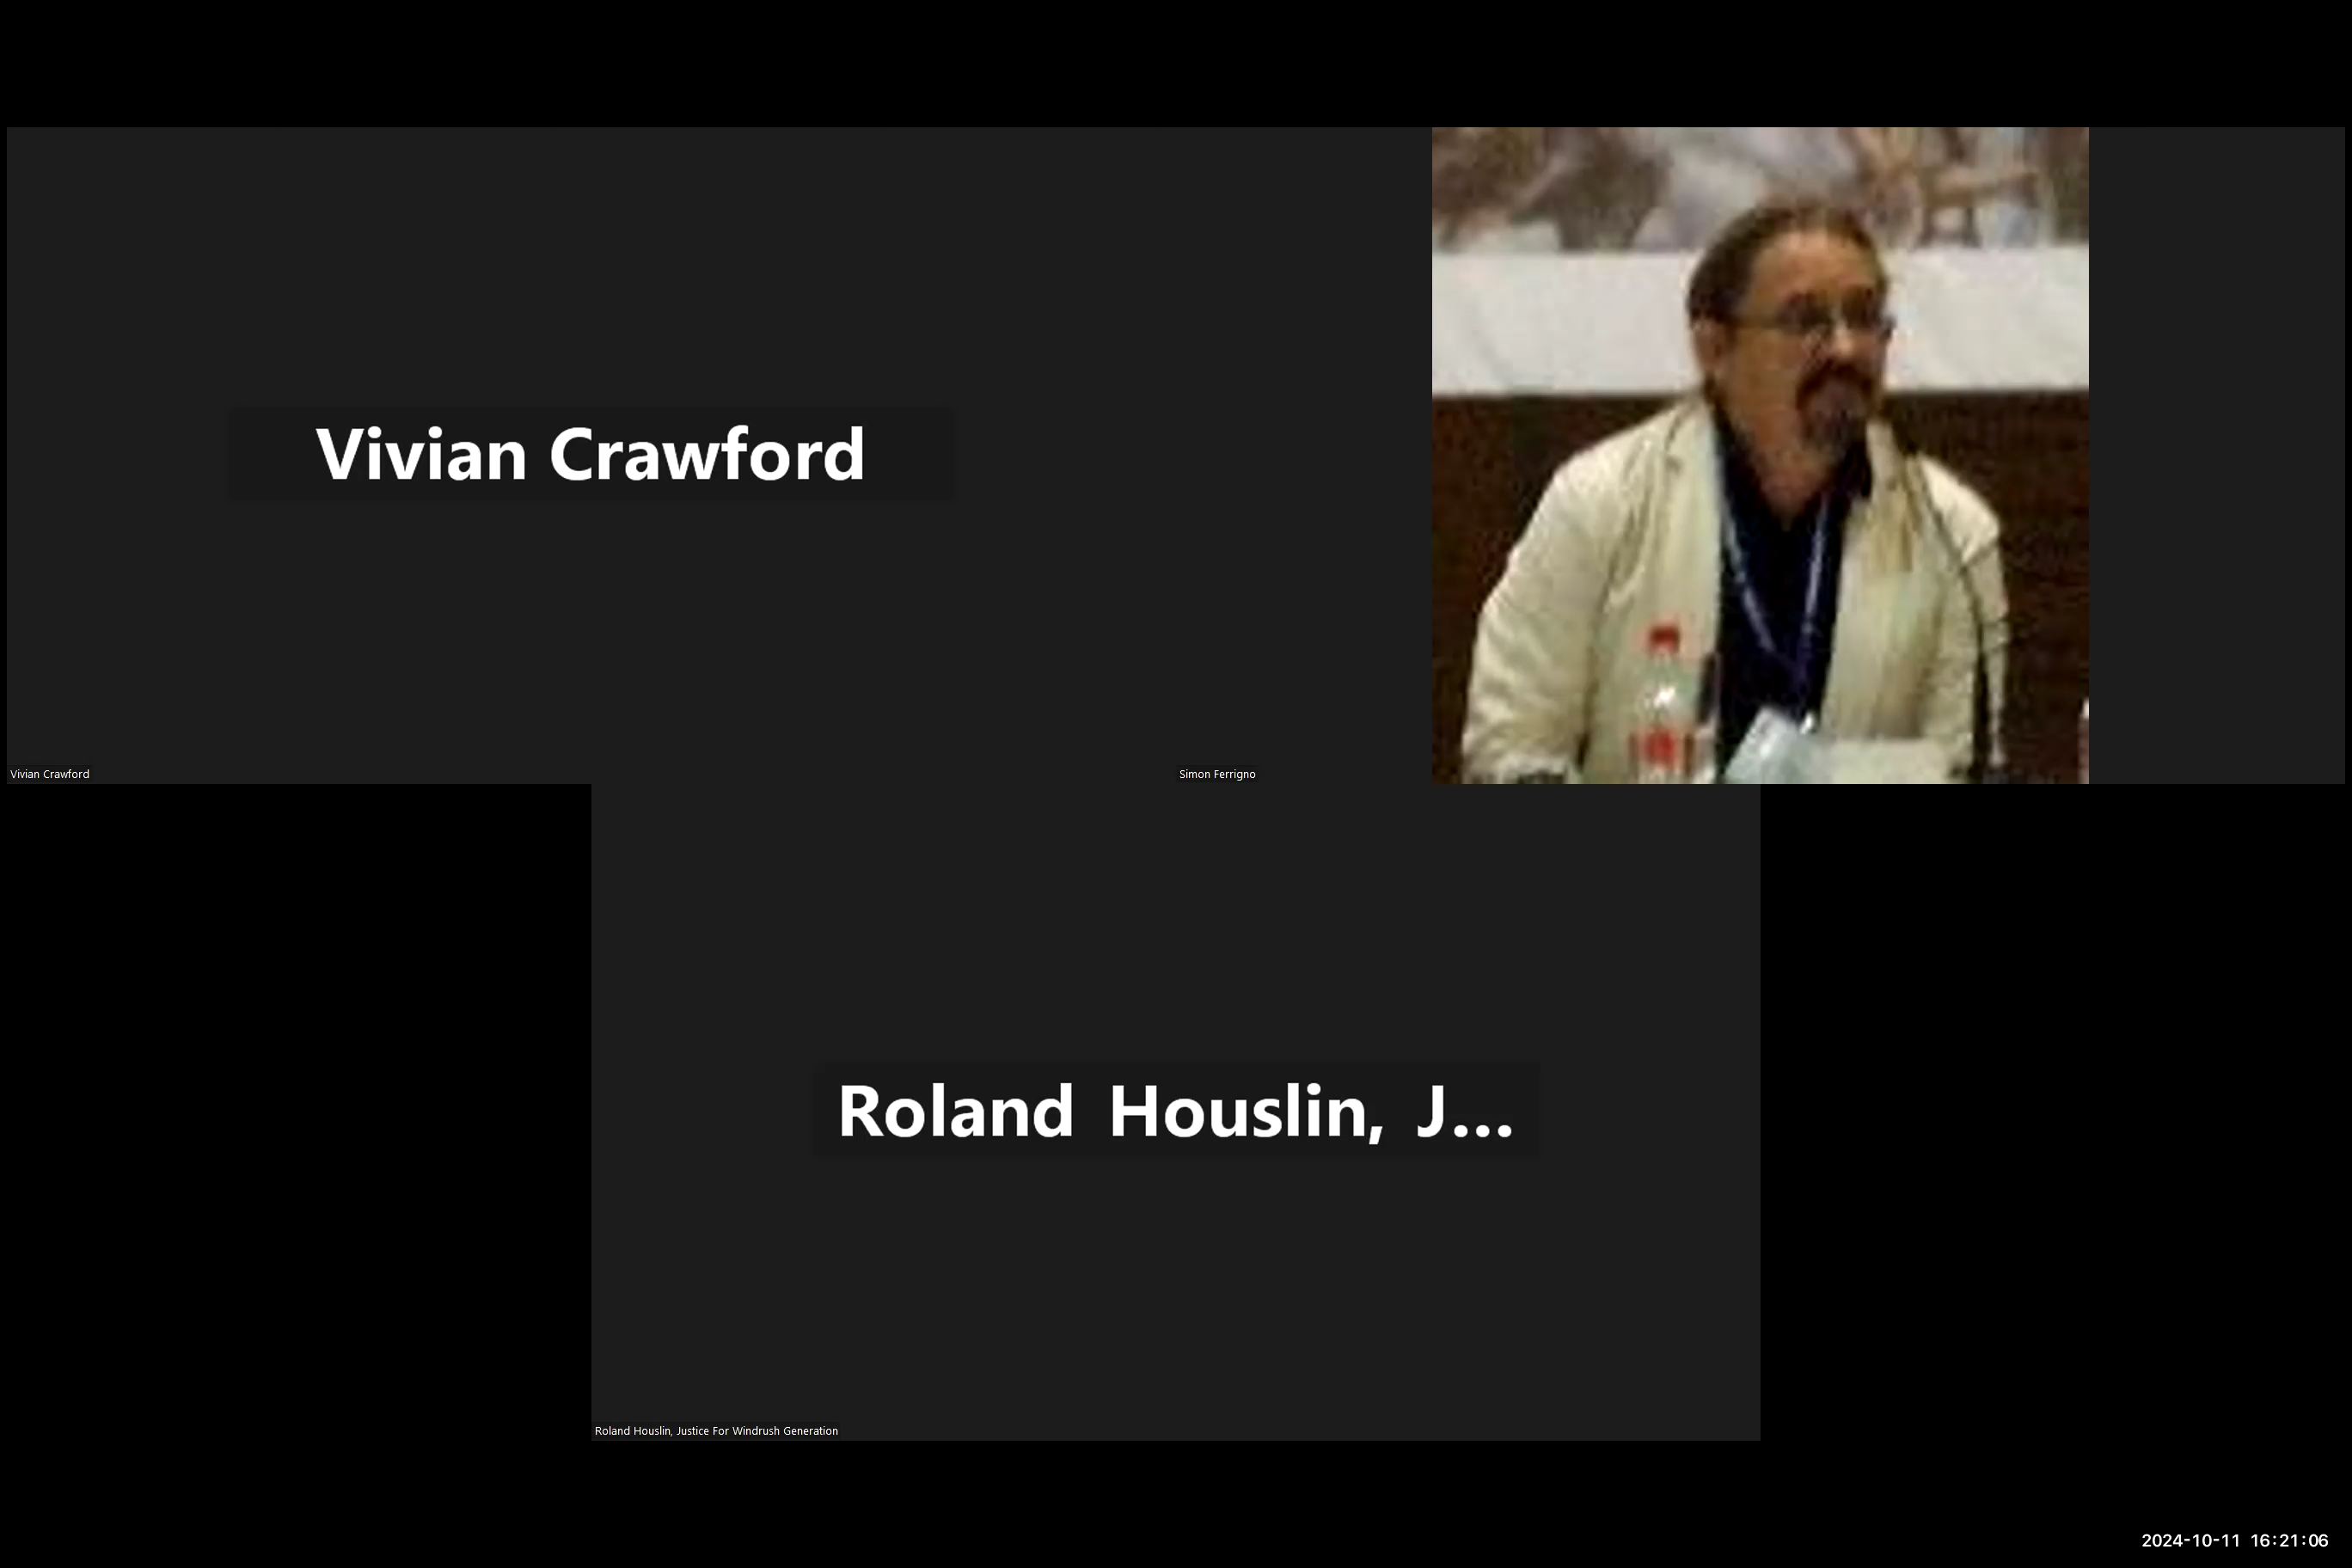 Vivian Crawford
Vivian Crawford
Simon Ferrigno
Roland Houslin, J...
Roland Houslin, Justice For Windrush Generation
2024-10-11 16:21:06